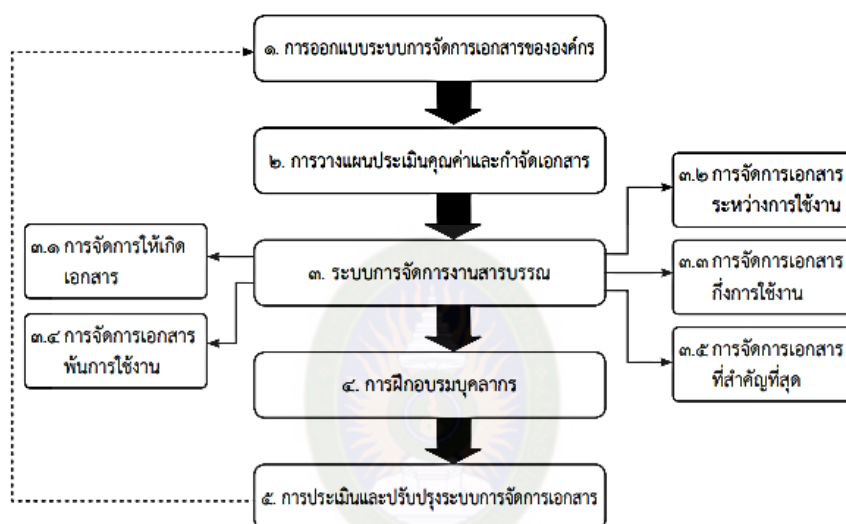 ๑. การออกแบบระบบการจัดการเอกสารขององค์กร
๒. การวางแผนประเมินคุณค่าและกำจัดเอกสาร
๓.๒ การจัดการเอกสาร
ระหว่างการใช้งาน
๓.๑ การจัดการให้เกิด
เอกสาร
๓. ระบบการจัดการงานสารบรรณ
๓.๓ การจัดการเอกสาร
กึ่งการใช้งาน
๓.๔ การจัดการเอกสาร
พ้นการใช้งาน
๓.๕ การจัดการเอกสาร
ที่สำคัญที่สุด
๔. การฝึกอบรมบุคลากร
๕. การประเมินและปรับปรุงระบบการจัดการเอกสาร